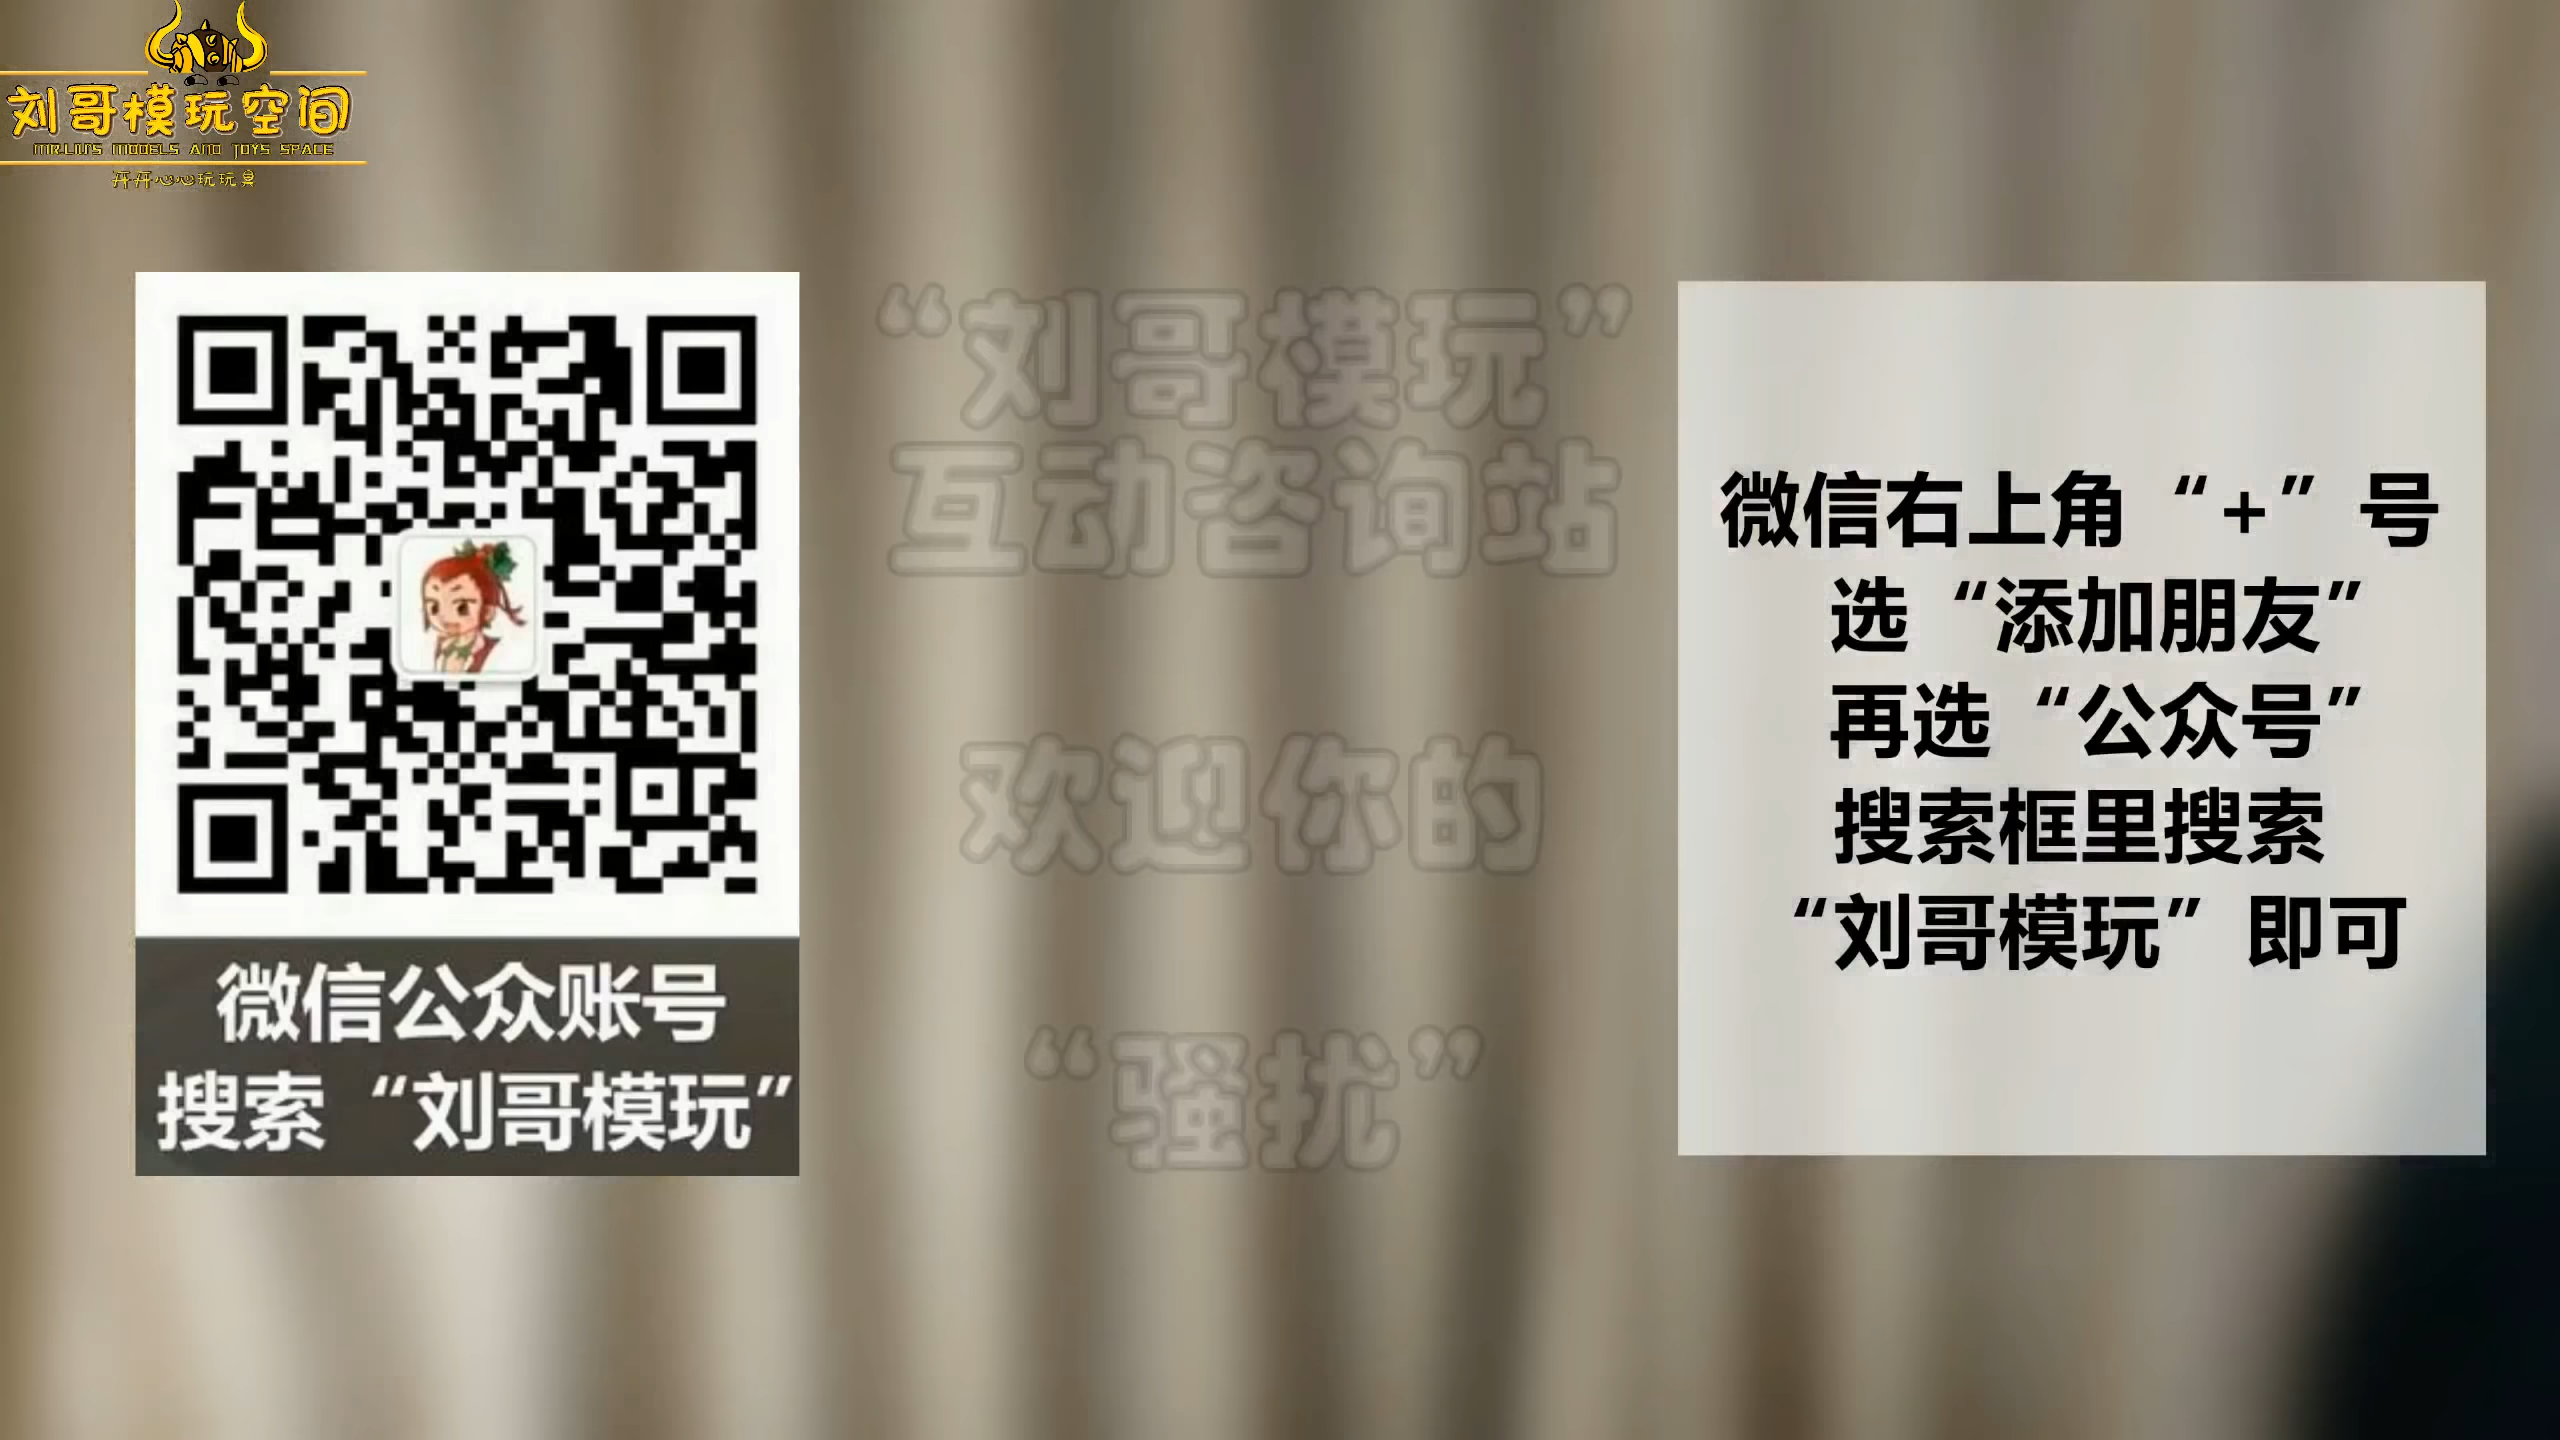 刘哥模玩空间
MR·LIU'S MODELS AND TOYS SPACE
开开心心玩玩具
微信公众账号
搜索“刘哥模玩”
“刘哥模玩”
互动咨询站
欢迎你的
“骚扰”
微信右上角“+”号
选“添加朋友”
再选“公众号”
搜索框里搜索
“刘哥模玩”即可